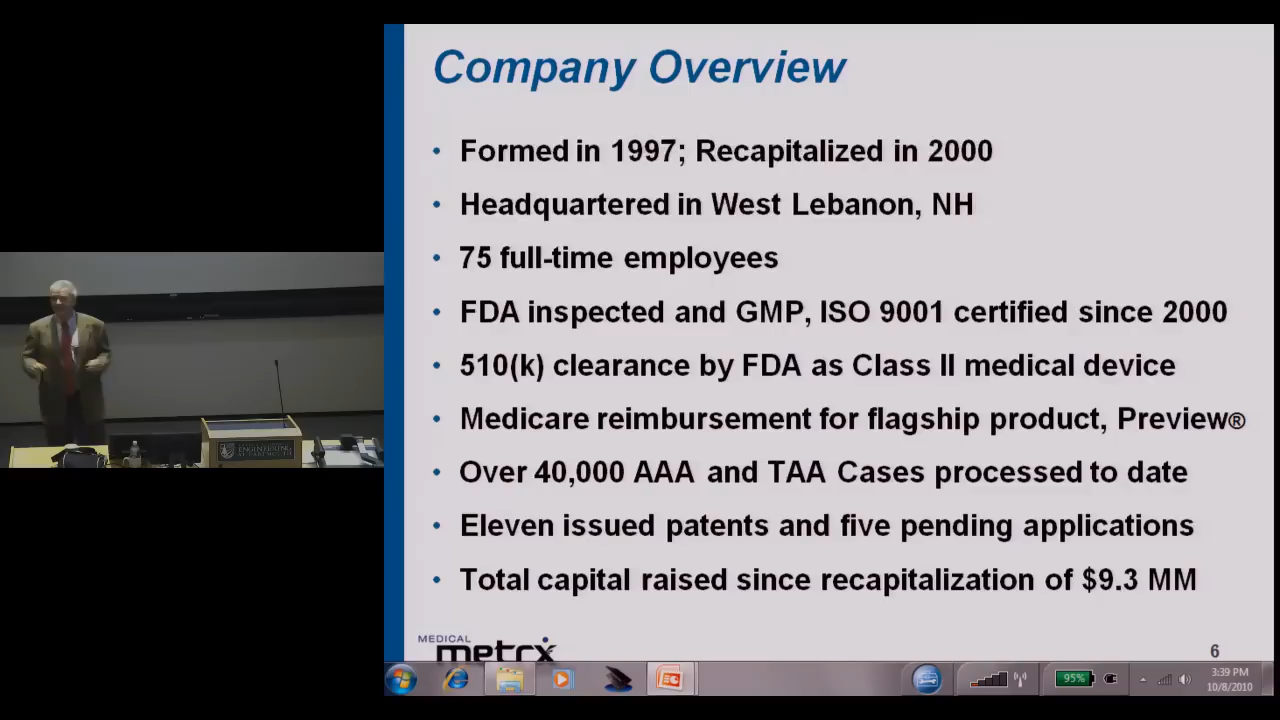 Company Overview
• Formed in 1997; Recapitalized in 2000
• Headquartered in West Lebanon, NH
• 75 full-time employees
• FDA inspected and GMP, ISO 9001 certified since 2000
• 510(k) clearance by FDA as Class II medical device
• Medicare reimbursement for flagship product, Preview®
• Over 40,000 AAA and TAA Cases processed to date
• Eleven issued patents and five pending applications
• Total capital raised since recapitalization of $9.3 MM
MEDICAL
metrx
6
95%
3:39 PM
10/8/2010
ENGINEERING
AT DARTMOUTH